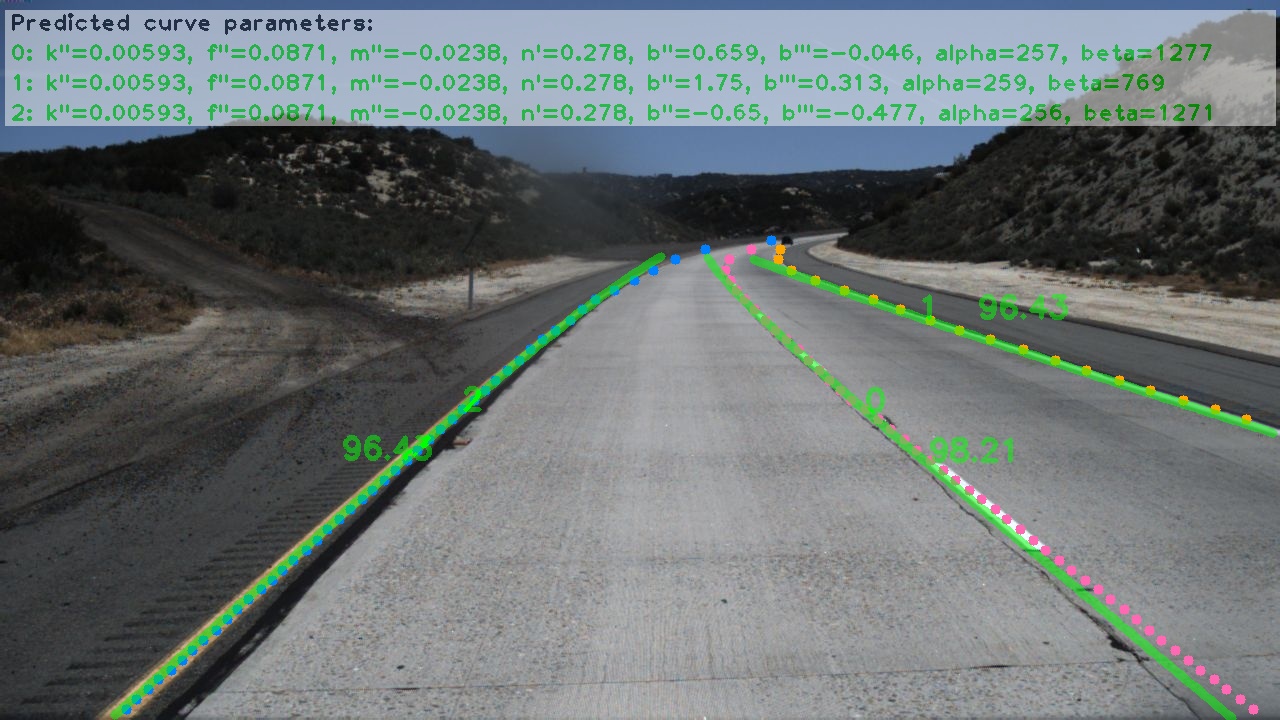 Predicted curve parameters:
0: k''=0.00593, f''=0.0871, m''=−0.0238, n'=0.278, b''=0.659, b'''=−0.046, alpha=257, beta=1277
1: k''=0.00593, f''=0.0871, m''=−0.0238, n'=0.278, b''=1.75, b'''=0.313, alpha=259, beta=769
2: k''=0.00593, f''=0.0871, m''=−0.0238, n'=0.278, b''=−0.65, b'''=−0.477, alpha=256, beta=1271
1 96.43
2 0
96.43 98.21